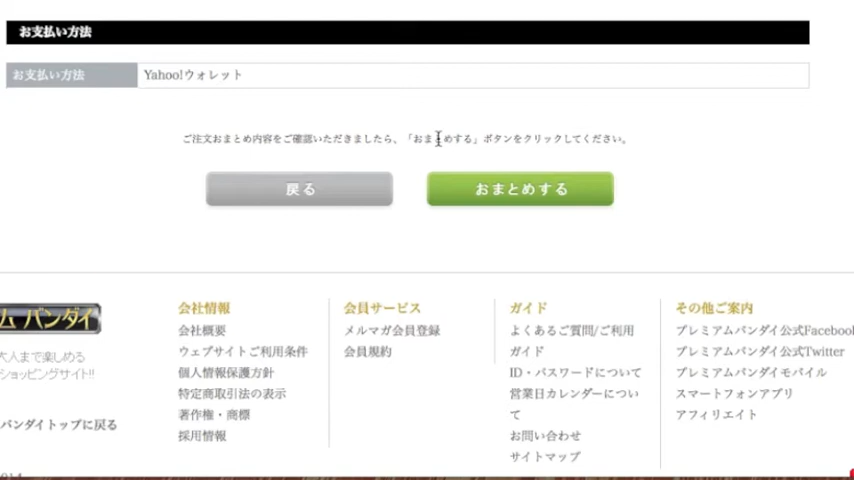 お支払い方法
お支払い方法 Yahoo!ウォレット
ご注文おまとめ内容をご確認いただきましたら、「おまとめする」ボタンをクリックしてください。
戻る おまとめする
ム バンダイ
大人まで楽しめる
ショッピングサイト!!
バンダイトップに戻る
会社情報
会社概要
ウェブサイトご利用条件
個人情報保護方針
特定商取引法の表示
著作権・商標
採用情報
会員サービス
メルマガ会員登録
会員規約
ガイド
よくあるご質問/ご利用
ガイド
ID・パスワードについて
営業日カレンダーについ
て
お問い合わせ
サイトマップ
その他ご案内
プレミアムバンダイ公式Facebook
プレミアムバンダイ公式Twitter
プレミアムバンダイモバイル
スマートフォンアプリ
アフィリエイト